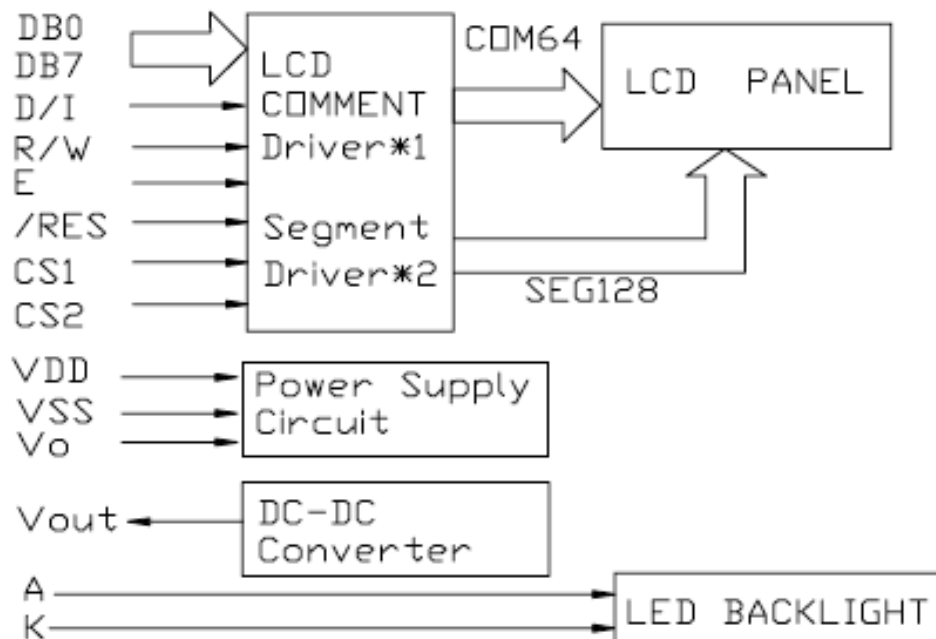 DB0
DB7
D/I
R/W
E
/RES
CS1
CS2
LCD
COMMENT
Driver*1
Segment
Driver*2
COM64
LCD PANEL
SEG128
VDD
VSS
Vo
Power Supply
Circuit
Vout
DC-DC
Converter
A
K
LED BACKLIGHT